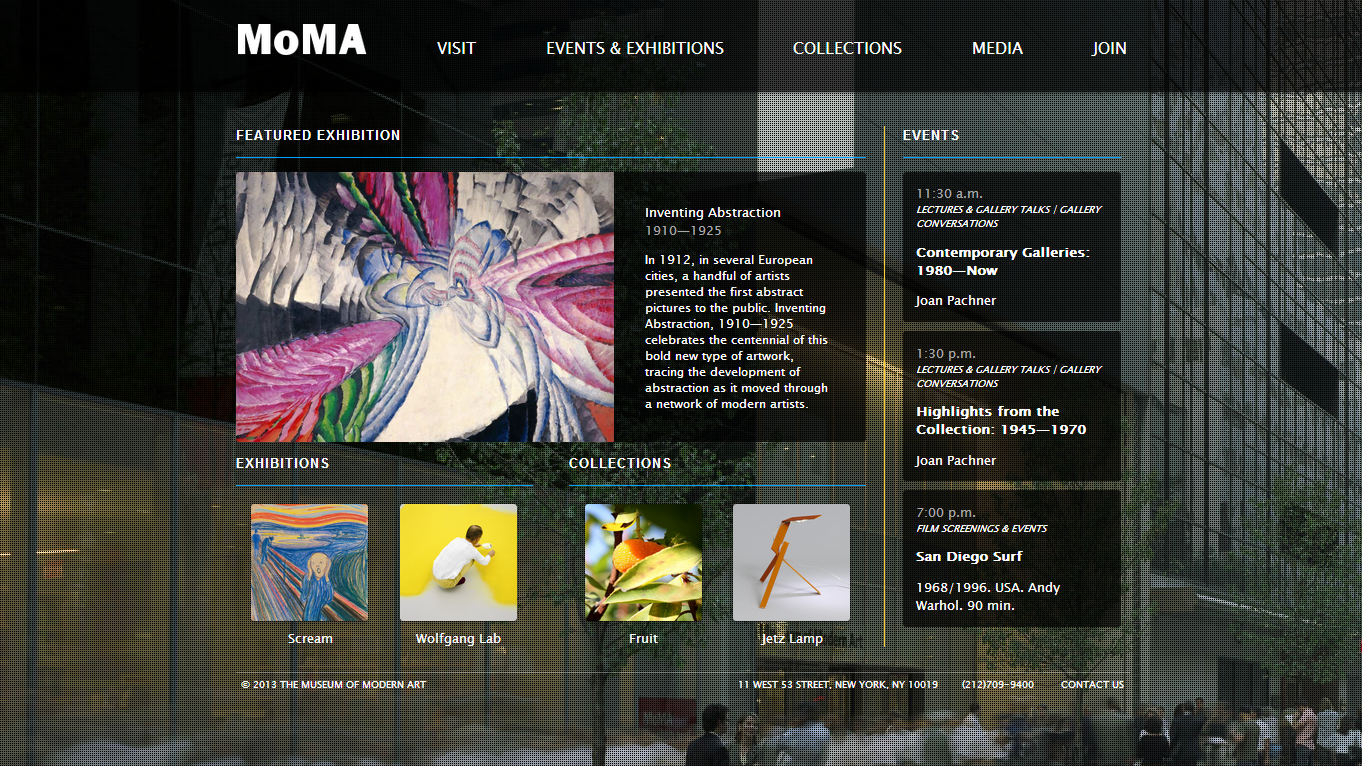 MoMA
VISIT
EVENTS & EXHIBITIONS
COLLECTIONS
MEDIA
JOIN
FEATURED EXHIBITION
Inventing Abstraction
1910—1925
In 1912, in several European
cities, a handful of artists
presented the first abstract
pictures to the public. Inventing
Abstraction, 1910—1925
celebrates the centennial of this
bold new type of artwork,
tracing the development of
abstraction as it moved through
a network of modern artists.
EXHIBITIONS
Scream
Wolfgang Lab
COLLECTIONS
Fruit
Jetz Lamp
EVENTS
11:30 a.m.
LECTURES & GALLERY TALKS | GALLERY
CONVERSATIONS
Contemporary Galleries:
1980—Now
Joan Pachner
1:30 p.m.
LECTURES & GALLERY TALKS | GALLERY
CONVERSATIONS
Highlights from the
Collection: 1945—1970
Joan Pachner
7:00 p.m.
FILM SCREENINGS & EVENTS
San Diego Surf
1968/1996. USA. Andy
Warhol. 90 min.
© 2013 THE MUSEUM OF MODERN ART
11 WEST 53 STREET, NEW YORK, NY 10019
(212)709-9400
CONTACT US